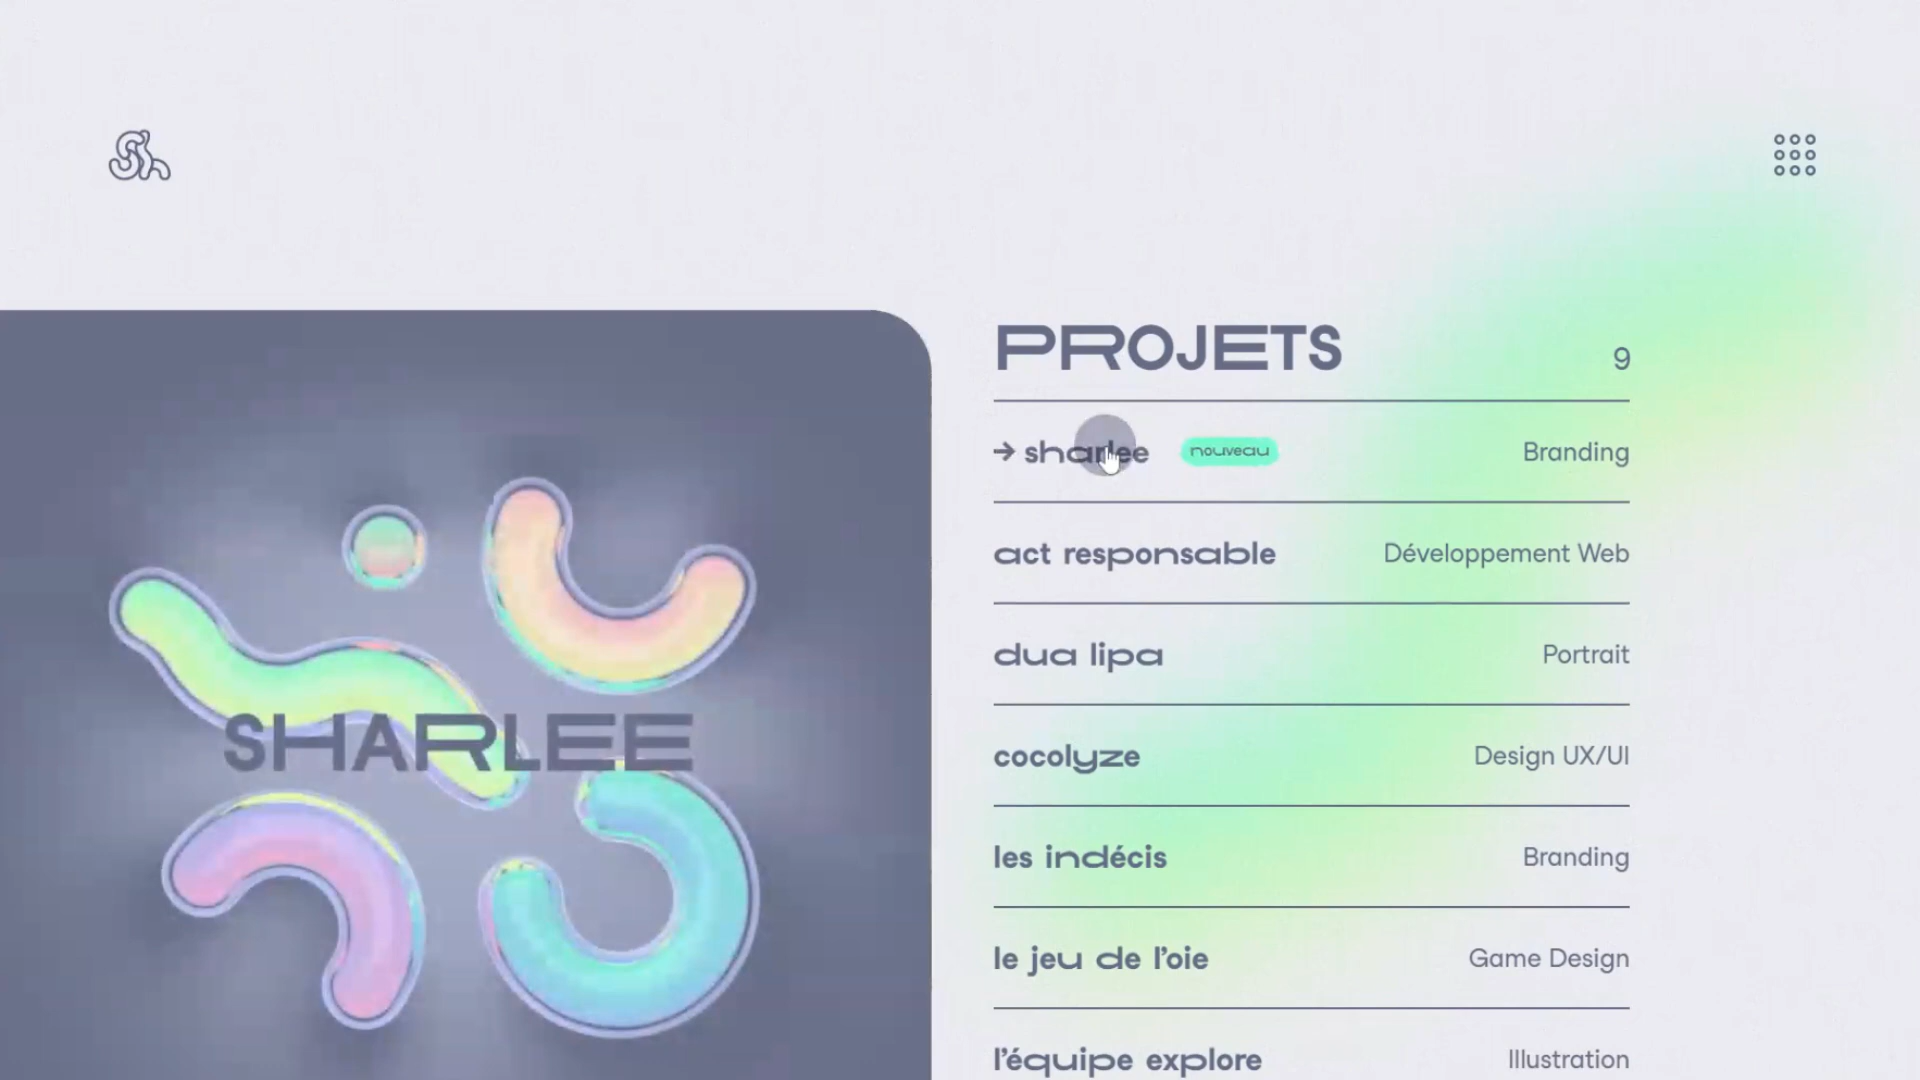 Sh
PROJETS 9
→ sharlee nouveau Branding
act responsable Développement Web
dua lipa Portrait
SHARLEE
cocolyze Design UX/UI
les indécis Branding
le jeu de l’oie Game Design
l’équipe explore Illustration